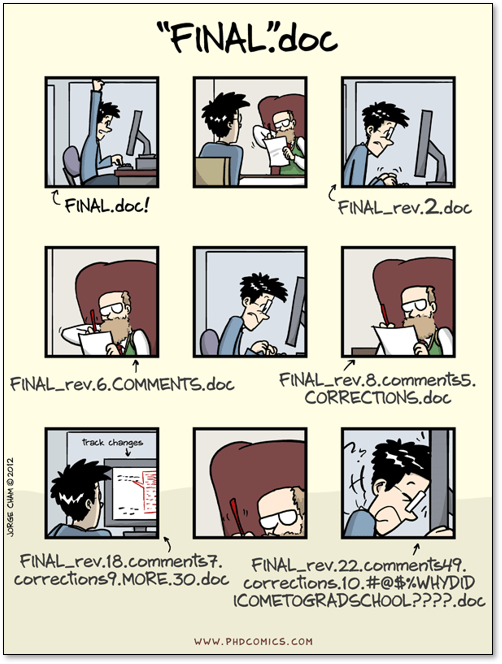 "FINAL".doc
FINAL.doc!
FINAL_rev.2.doc
FINAL_rev.6.COMMENTS.doc
FINAL_rev.8.comments5.
CORRECTIONS.doc
track changes
FINAL_rev.18.comments7.
corrections9.MORE.30.doc
FINAL_rev.22.comments49.
corrections.10.#@$%WHYDID
ICOMETOGRADSCHOOL????.doc
JORGE CHAM © 2012
WWW.PHDCOMICS.COM